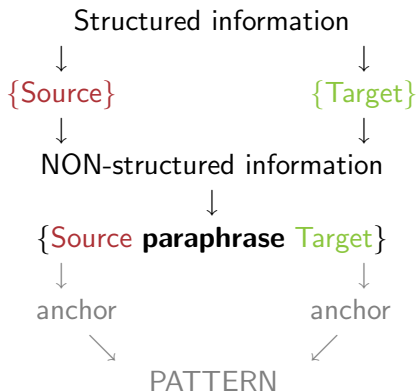 Structured information
{Source} {Target}
NON-structured information
{Source paraphrase Target}
anchor anchor
PATTERN